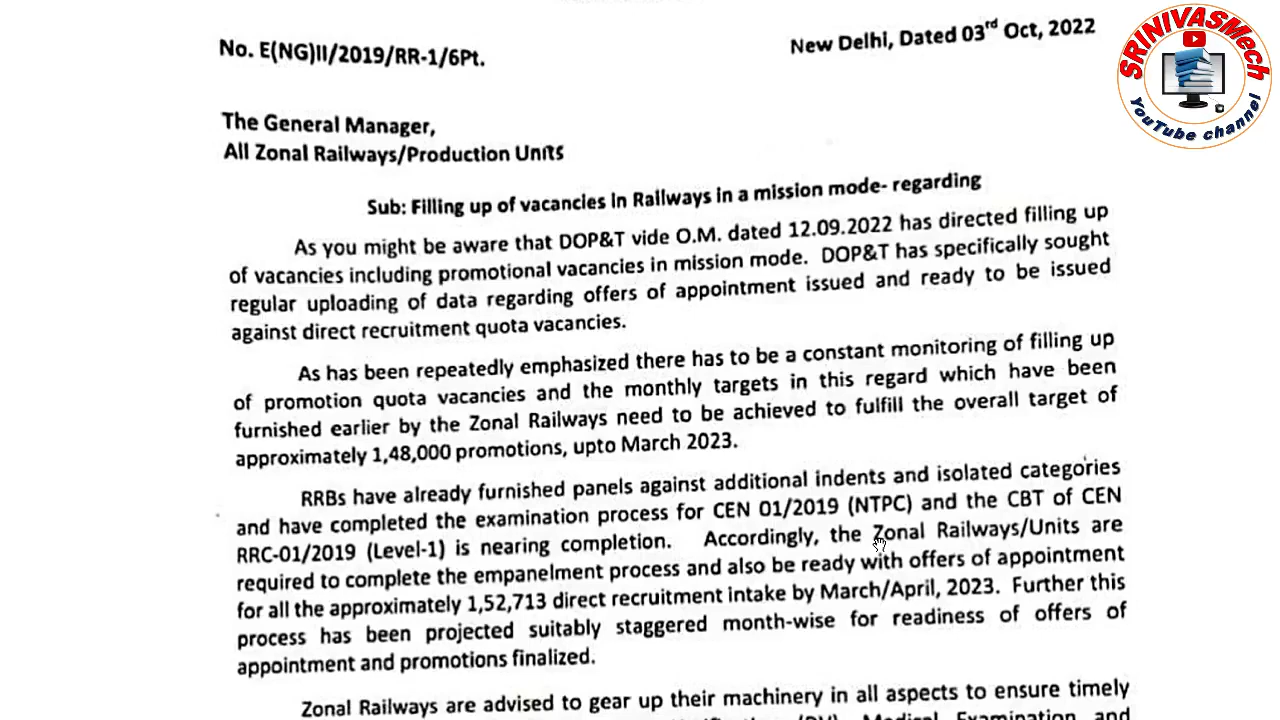 No. E(NG)II/2019/RR-1/6Pt.
New Delhi, Dated 03rd Oct, 2022
SRINIVASMech
YouTube channel
The General Manager,
All Zonal Railways/Production Units
Sub: Filling up of vacancies in Railways in a mission mode- regarding
As you might be aware that DOP&T vide O.M. dated 12.09.2022 has directed filling up
of vacancies including promotional vacancies in mission mode. DOP&T has specifically sought
regular uploading of data regarding offers of appointment issued and ready to be issued
against direct recruitment quota vacancies.
As has been repeatedly emphasized there has to be a constant monitoring of filling up
of promotion quota vacancies and the monthly targets in this regard which have been
furnished earlier by the Zonal Railways need to be achieved to fulfill the overall target of
approximately 1,48,000 promotions, upto March 2023.
RRBs have already furnished panels against additional indents and isolated categories
and have completed the examination process for CEN 01/2019 (NTPC) and the CBT of CEN
RRC-01/2019 (Level-1) is nearing completion. Accordingly, the Zonal Railways/Units are
required to complete the empanelment process and also be ready with offers of appointment
for all the approximately 1,52,713 direct recruitment intake by March/April, 2023. Further this
process has been projected suitably staggered month-wise for readiness of offers of
appointment and promotions finalized.
Zonal Railways are advised to gear up their machinery in all aspects to ensure timely
Medical Examination and